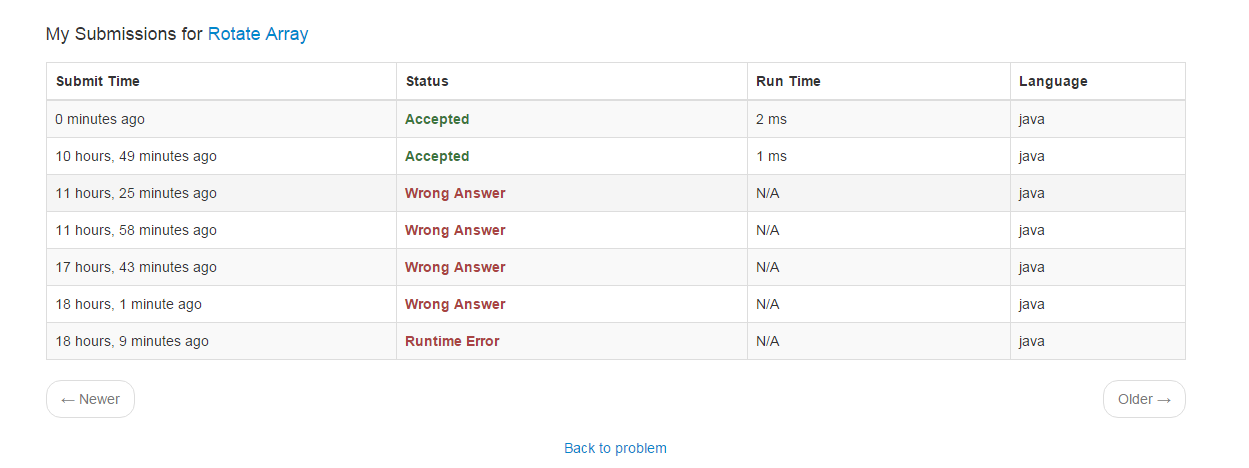 My Submissions for Rotate Array
Submit Time Status Run Time Language
0 minutes ago Accepted 2 ms java
10 hours, 49 minutes ago Accepted 1 ms java
11 hours, 25 minutes ago Wrong Answer N/A java
11 hours, 58 minutes ago Wrong Answer N/A java
17 hours, 43 minutes ago Wrong Answer N/A java
18 hours, 1 minute ago Wrong Answer N/A java
18 hours, 9 minutes ago Runtime Error N/A java
← Newer Older →
Back to problem